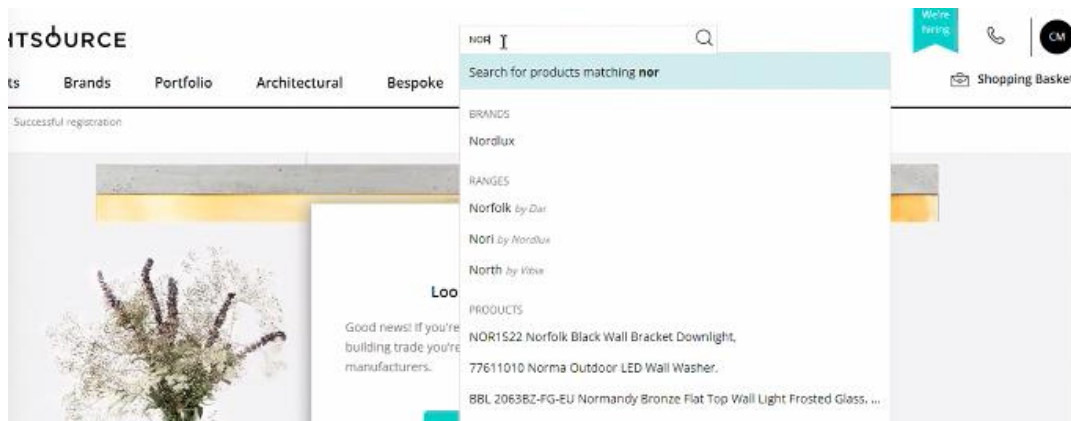 HTSOURCE
NOR
We're
hiring
CM
ts Brands Portfolio Architectural Bespoke
Shopping Basket
Search for products matching nor
Successful registration
BRANDS
Nordlux
RANGES
Norfolk by Dar
Nori by Nordlux
North by Vibia
PRODUCTS
NOR1522 Norfolk Black Wall Bracket Downlight,
77611010 Norma Outdoor LED Wall Washer.
BBL 2063BZ-FG-EU Normandy Bronze Flat Top Wall Light Frosted Glass. ...
Loo
Good news! If you're
building trade you're
manufacturers.